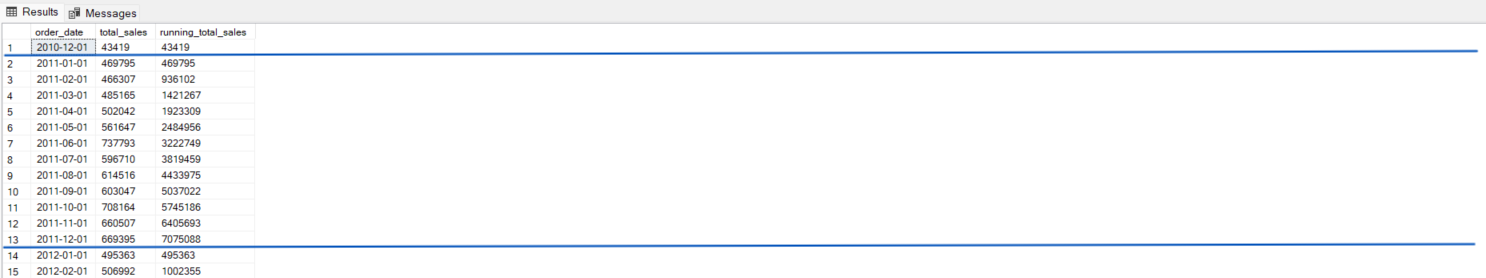 Results Messages
order_date total_sales running_total_sales
1 2010-12-01 43419 43419
2 2011-01-01 469795 469795
3 2011-02-01 466307 936102
4 2011-03-01 485165 1421267
5 2011-04-01 502042 1923309
6 2011-05-01 561647 2484956
7 2011-06-01 737793 3222749
8 2011-07-01 596710 3819459
9 2011-08-01 614516 4433975
10 2011-09-01 603047 5037022
11 2011-10-01 708164 5745186
12 2011-11-01 660507 6405693
13 2011-12-01 669395 7075088
14 2012-01-01 495363 495363
15 2012-02-01 506992 1002355